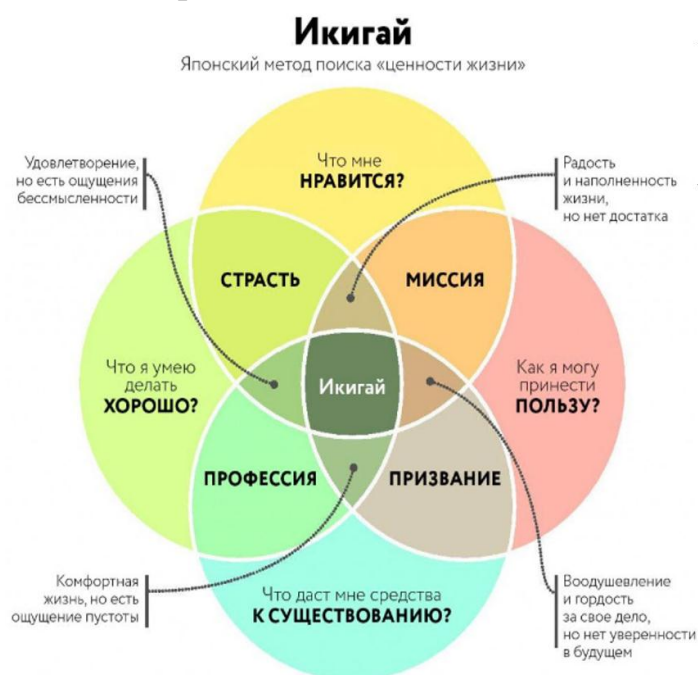 Икигай
Японский метод поиска «ценности жизни»
Удовлетворение,
но есть ощущения
бессмысленности
Что мне
НРАВИТСЯ?
Радость
и наполненность
жизни,
но нет достатка
СТРАСТЬ
МИССИЯ
Что я умею
делать
ХОРОШО?
Икигай
Как я могу
принести
ПОЛЬЗУ?
ПРОФЕССИЯ
ПРИЗВАНИЕ
Комфортная
жизнь, но есть
ощущение пустоты
Что даст мне средства
К СУЩЕСТВОВАНИЮ?
Воодушевление
и гордость
за свое дело,
но нет уверенности
в будущем